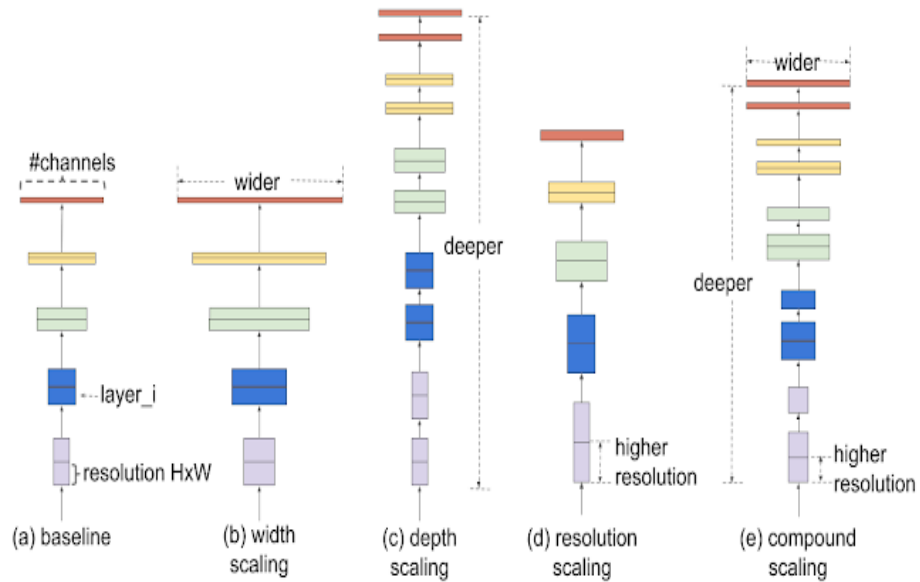 #channels
wider
deeper
wider
deeper
layer_i
resolution HxW
higher
resolution
higher
resolution
(a) baseline
(b) width
scaling
(c) depth
scaling
(d) resolution
scaling
(e) compound
scaling